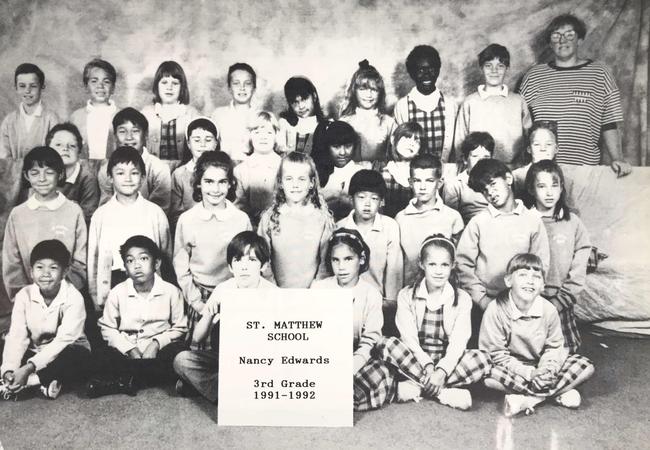 ST. MATTHEW
SCHOOL
Nancy Edwards
3rd Grade
1991-1992